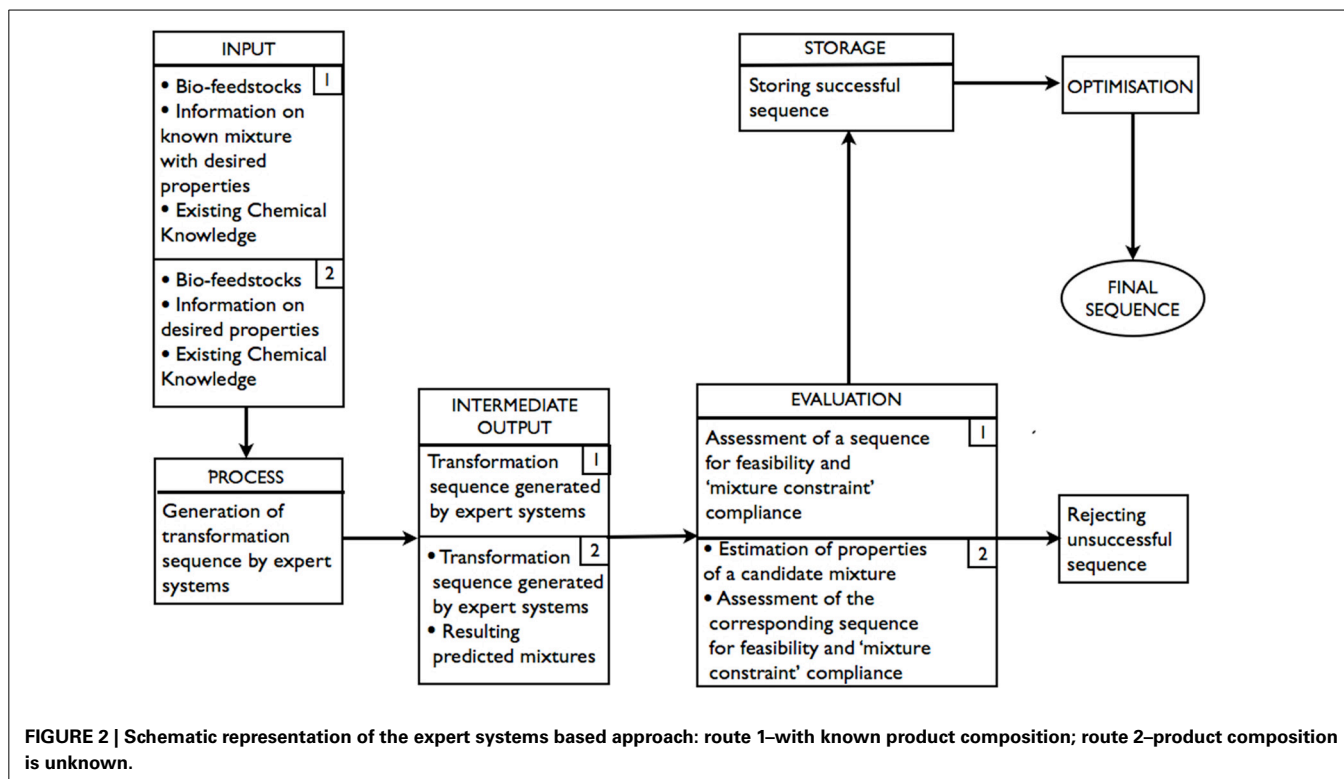 INPUT
1
• Bio-feedstocks
• Information on
known mixture
with desired
properties
• Existing Chemical
Knowledge
2
• Bio-feedstocks
• Information on
desired properties
• Existing Chemical
Knowledge
PROCESS
Generation of
transformation
sequence by expert
systems
INTERMEDIATE
OUTPUT
1
Transformation
sequence generated
by expert systems
2
• Transformation
sequence generated
by expert systems
• Resulting
predicted mixtures
EVALUATION
1
Assessment of a sequence
for feasibility and
‘mixture constraint’
compliance
2
• Estimation of properties
of a candidate mixture
• Assessment of the
corresponding sequence
for feasibility and ‘mixture
constraint’ compliance
Rejecting
unsuccessful
sequence
STORAGE
Storing successful
sequence
OPTIMISATION
FINAL
SEQUENCE
FIGURE 2 | Schematic representation of the expert systems based approach: route 1–with known product composition; route 2–product composition
is unknown.